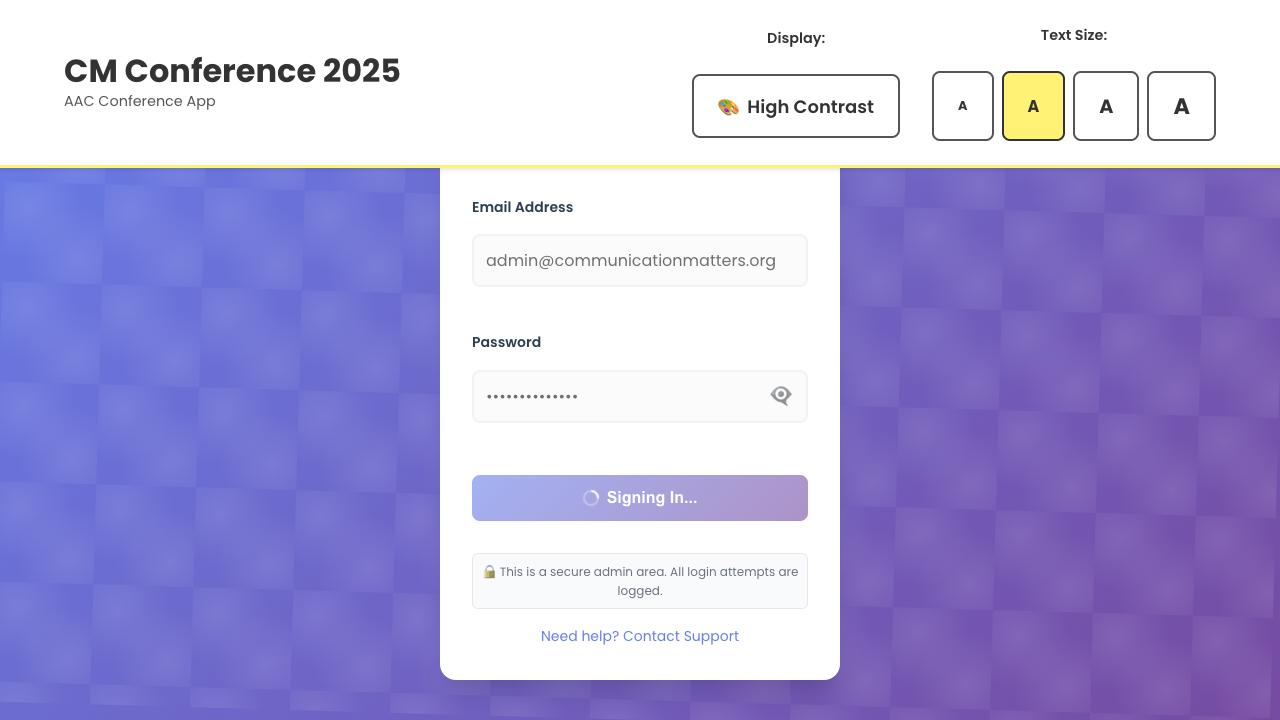 CM Conference 2025
AAC Conference App
Display:
🎨 High Contrast
Text Size:
A A A A
Email Address
admin@communicationmatters.org
Password
••••••••••••••
Signing In...
🔒 This is a secure admin area. All login attempts are
logged.
Need help? Contact Support